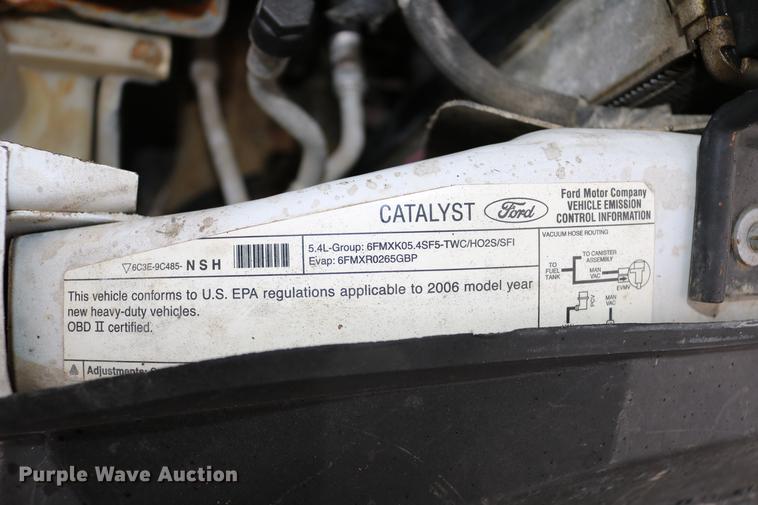 CATALYST Ford
Ford Motor Company
VEHICLE EMISSION
CONTROL INFORMATION
▽6C3E-9C485- NSH
5.4L-Group: 6FMXK05.4SF5-TWC/HO2S/SFI
Evap: 6FMXR0265GBP
This vehicle conforms to U.S. EPA regulations applicable to 2006 model year
new heavy-duty vehicles.
OBD II certified.
Adjustments:
VACUUM HOSE ROUTING
TO CANISTER
ASSEMBLY
TO
FUEL
TANK
MAN
VAC
EVMV
MAN
VAC
Purple Wave Auction